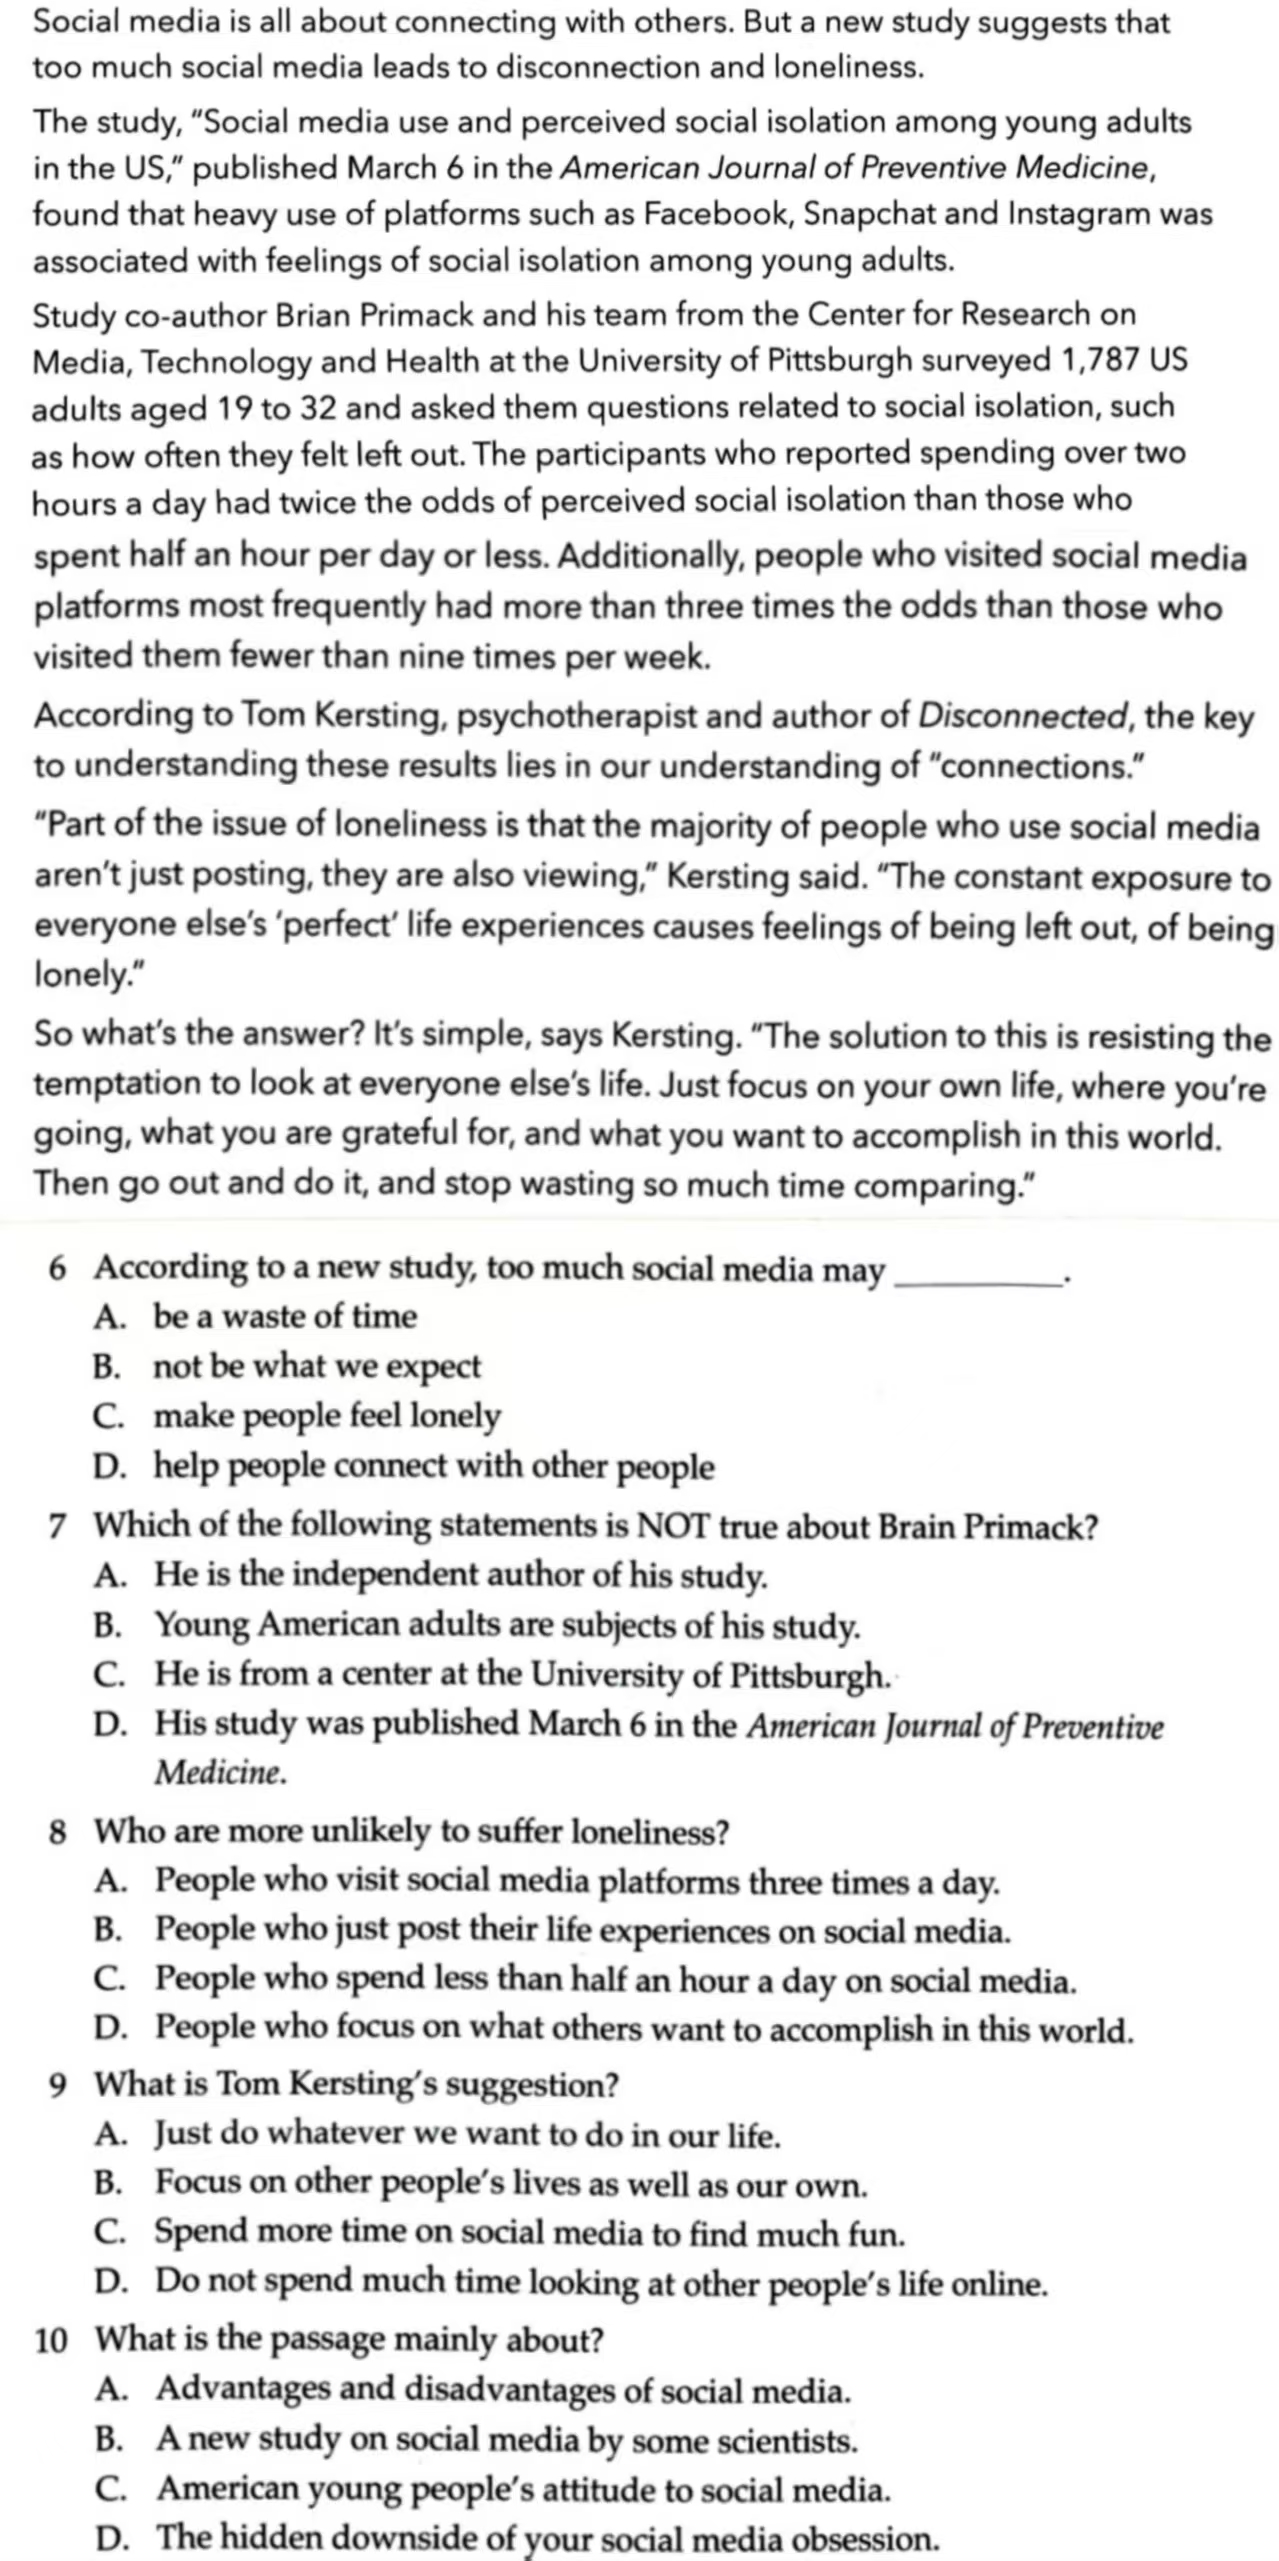 Social media is all about connecting with others. But a new study suggests that
too much social media leads to disconnection and loneliness.
The study, “Social media use and perceived social isolation among young adults
in the US,” published March 6 in the American Journal of Preventive Medicine,
found that heavy use of platforms such as Facebook, Snapchat and Instagram was
associated with feelings of social isolation among young adults.
Study co-author Brian Primack and his team from the Center for Research on
Media, Technology and Health at the University of Pittsburgh surveyed 1,787 US
adults aged 19 to 32 and asked them questions related to social isolation, such
as how often they felt left out. The participants who reported spending over two
hours a day had twice the odds of perceived social isolation than those who
spent half an hour per day or less. Additionally, people who visited social media
platforms most frequently had more than three times the odds than those who
visited them fewer than nine times per week.
According to Tom Kersting, psychotherapist and author of Disconnected, the key
to understanding these results lies in our understanding of “connections.”
“Part of the issue of loneliness is that the majority of people who use social media
aren’t just posting, they are also viewing,” Kersting said. “The constant exposure to
everyone else’s ‘perfect’ life experiences causes feelings of being left out, of being
lonely.”
So what’s the answer? It’s simple, says Kersting. “The solution to this is resisting the
temptation to look at everyone else’s life. Just focus on your own life, where you’re
going, what you are grateful for, and what you want to accomplish in this world.
Then go out and do it, and stop wasting so much time comparing.”
6 According to a new study, too much social media may __________.
A. be a waste of time
B. not be what we expect
C. make people feel lonely
D. help people connect with other people
7 Which of the following statements is NOT true about Brain Primack?
A. He is the independent author of his study.
B. Young American adults are subjects of his study.
C. He is from a center at the University of Pittsburgh.
D. His study was published March 6 in the American Journal of Preventive
Medicine.
8 Who are more unlikely to suffer loneliness?
A. People who visit social media platforms three times a day.
B. People who just post their life experiences on social media.
C. People who spend less than half an hour a day on social media.
D. People who focus on what others want to accomplish in this world.
9 What is Tom Kersting’s suggestion?
A. Just do whatever we want to do in our life.
B. Focus on other people’s lives as well as our own.
C. Spend more time on social media to find much fun.
D. Do not spend much time looking at other people’s life online.
10 What is the passage mainly about?
A. Advantages and disadvantages of social media.
B. A new study on social media by some scientists.
C. American young people’s attitude to social media.
D. The hidden downside of your social media obsession.